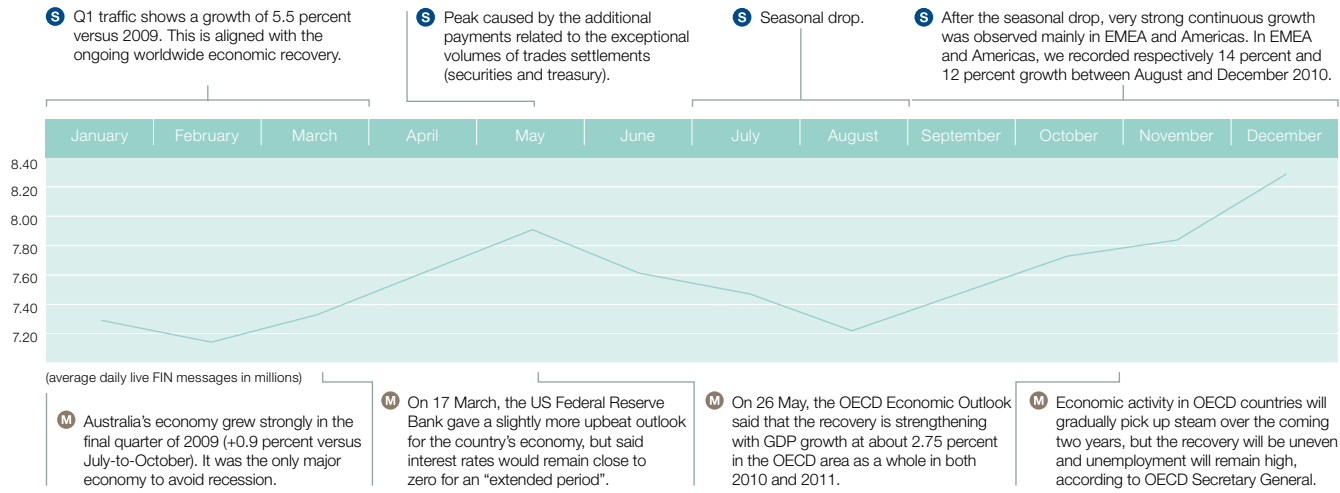 S Q1 traffic shows a growth of 5.5 percent
versus 2009. This is aligned with the
ongoing worldwide economic recovery.
S Peak caused by the additional
payments related to the exceptional
volumes of trades settlements
(securities and treasury).
S Seasonal drop.
S After the seasonal drop, very strong continuous growth
was observed mainly in EMEA and Americas. In EMEA
and Americas, we recorded respectively 14 percent and
12 percent growth between August and December 2010.
January February March April May June July August September October November December
8.40
8.20
8.00
7.80
7.60
7.40
7.20
(average daily live FIN messages in millions)
M Australia’s economy grew strongly in the
final quarter of 2009 (+0.9 percent versus
July-to-October). It was the only major
economy to avoid recession.
M On 17 March, the US Federal Reserve
Bank gave a slightly more upbeat outlook
for the country’s economy, but said
interest rates would remain close to
zero for an “extended period”.
M On 26 May, the OECD Economic Outlook
said that the recovery is strengthening
with GDP growth at about 2.75 percent
in the OECD area as a whole in both
2010 and 2011.
M Economic activity in OECD countries will
gradually pick up steam over the coming
two years, but the recovery will be uneven
and unemployment will remain high,
according to OECD Secretary General.